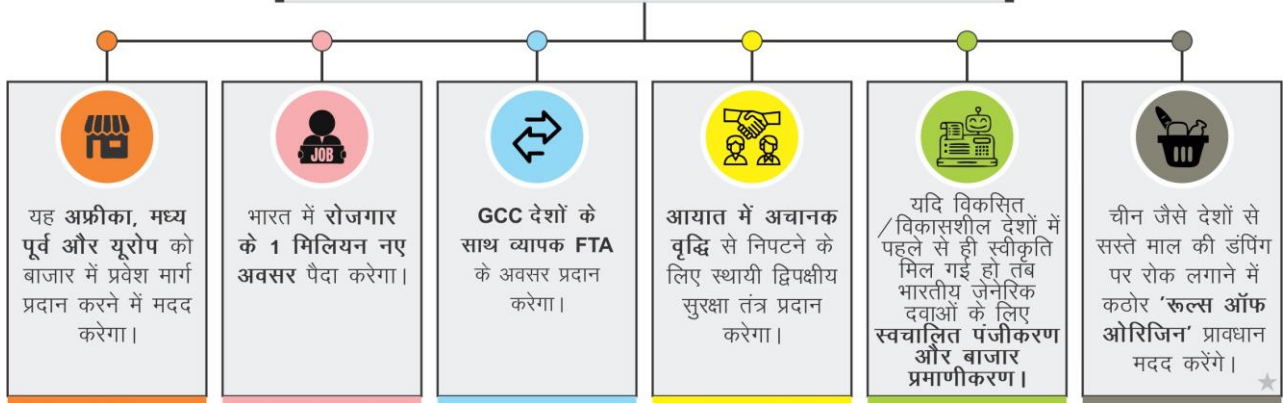 JOB
यह अफ्रीका, मध्य
पूर्व और यूरोप को
बाजार में प्रवेश मार्ग
प्रदान करने में मदद
करेगा।
भारत में रोजगार
के 1 मिलियन नए
अवसर पैदा करेगा।
GCC देशों के
साथ व्यापक FTA
के अवसर प्रदान
करेगा।
आयात में अचानक
वृद्धि से निपटने के
लिए स्थायी द्विपक्षीय
सुरक्षा तंत्र प्रदान
करेगा।
यदि विकसित
/विकासशील देशों में
पहले से ही स्वीकृति
मिल गई हो तब
भारतीय जेनेरिक
दवाओं के लिए
स्वचालित पंजीकरण
और बाजार
प्रमाणीकरण।
चीन जैसे देशों से
सस्ते माल की डंपिंग
पर रोक लगाने में
कठोर 'रूल्स ऑफ
ओरिजिन' प्रावधान
मदद करेंगे।